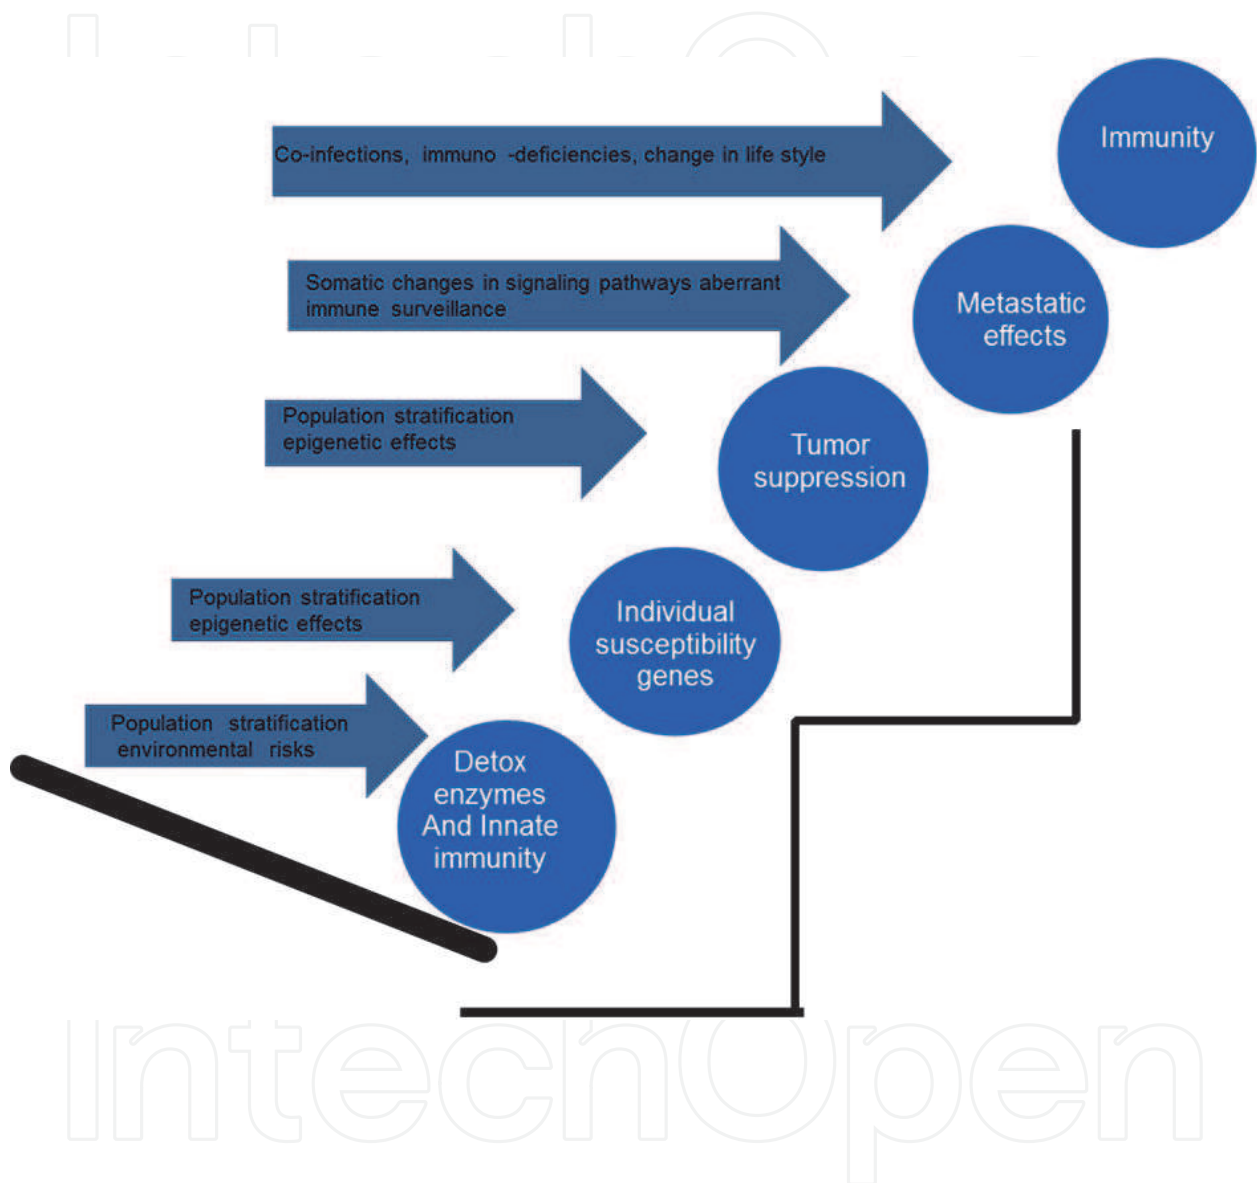 Immunity
Co-infections, immuno -deficiencies, change in life style
Somatic changes in signaling pathways aberrant
immune surveillance
Metastatic
effects
Population stratification
epigenetic effects
Tumor
suppression
Population stratification
epigenetic effects
Individual
susceptibility
genes
Population stratification
environmental risks
Detox
enzymes
And Innate
immunity
IntechOpen